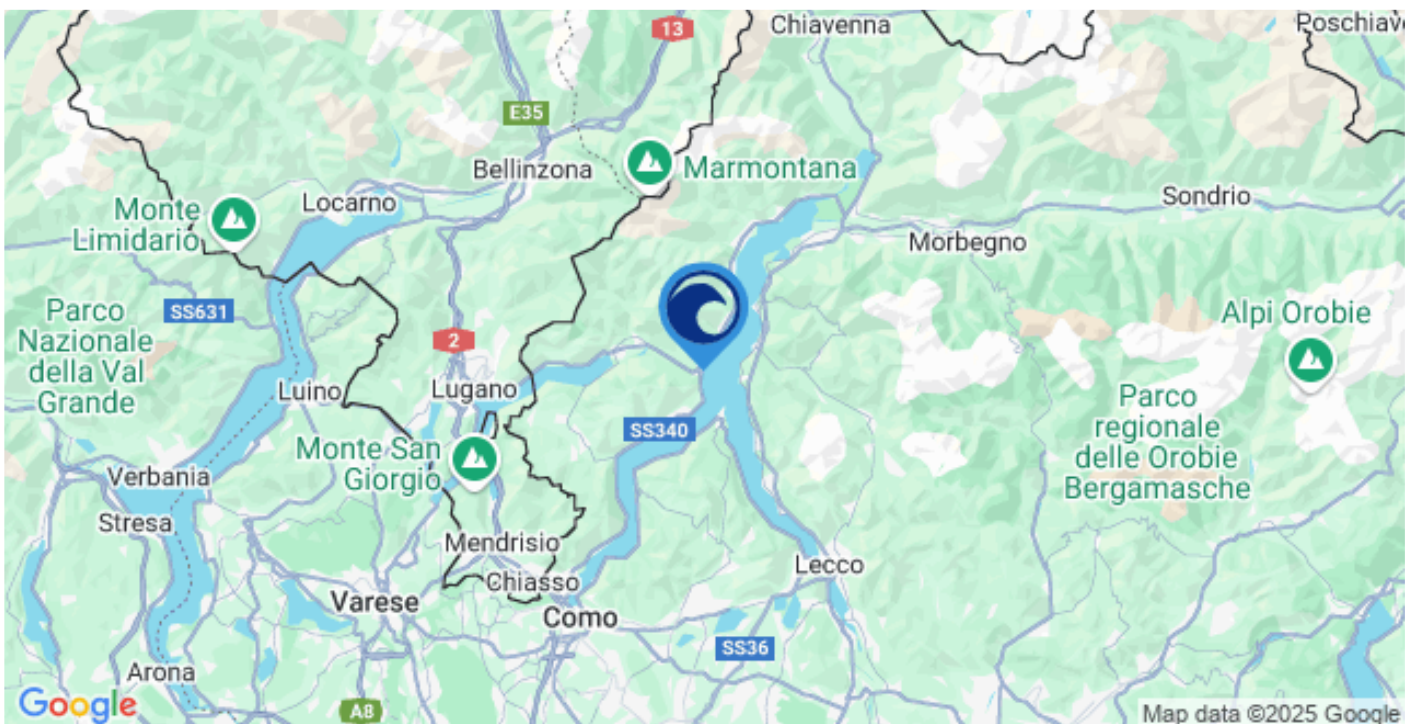 13
Chiavenna
Poschiav
E35
Bellinzona
Marmontana
Locarno
Sondrio
Monte
Limidario
Morbegno
SS631
Parco
Nazionale
della Val
Grande
Alpi Orobie
2
Luino
Lugano
Parco
regionale
delle Orobie
Bergamasche
SS340
Monte San
Giorgio
Verbania
Stresa
Mendrisio
Lecco
Chiasso
Varese
Como
SS36
Arona
Google
A8
Map data ©2025 Google